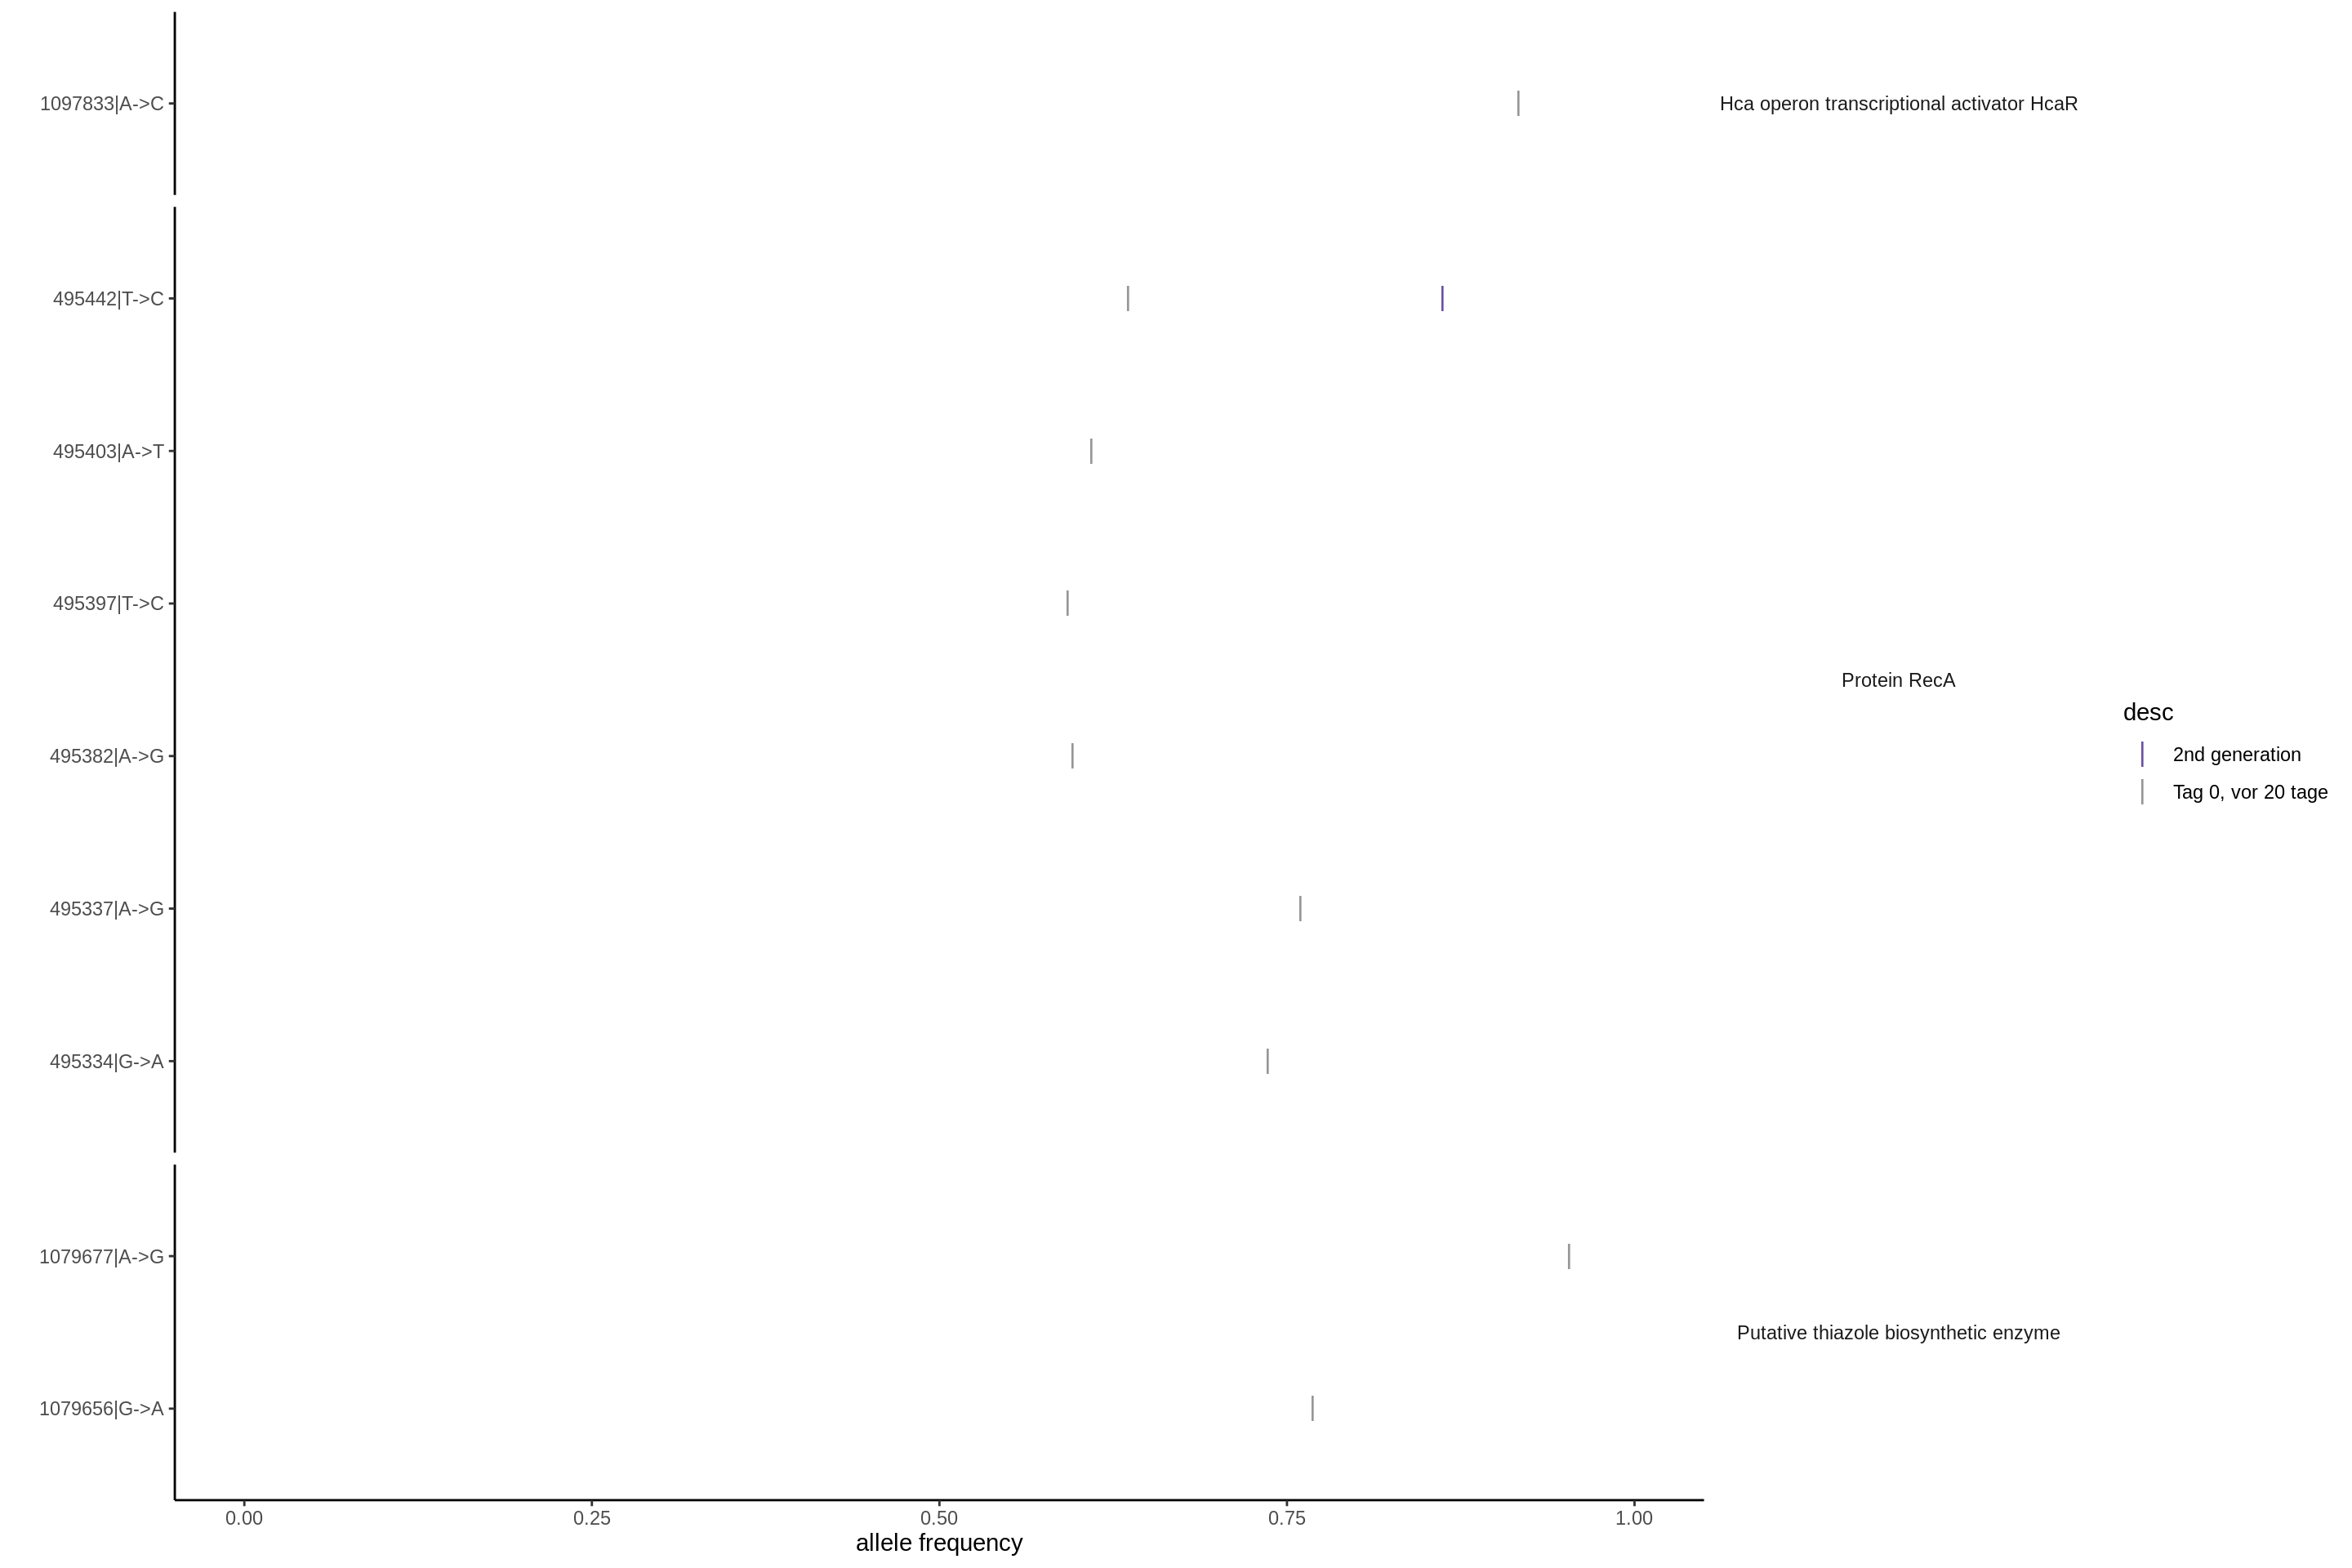 1097833|A->C
Hca operon transcriptional activator HcaR
495442|T->C
495403|A->T
495397|T->C
Protein RecA
495382|A->G
495337|A->G
495334|G->A
desc
2nd generation
Tag 0, vor 20 tage
1079677|A->G
Putative thiazole biosynthetic enzyme
1079656|G->A
0.00
0.25
0.50
0.75
1.00
allele frequency